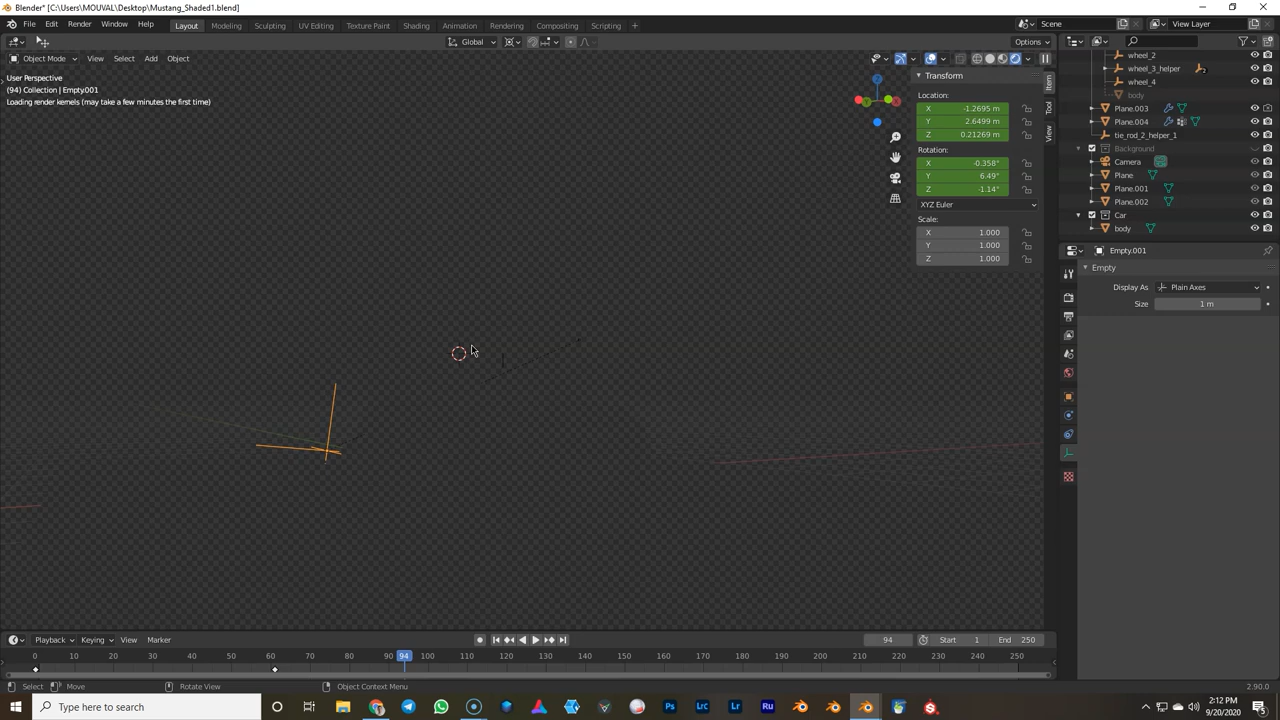 Blender* [C:\Users\MOUVAL\Desktop\Mustang_Shaded1.blend]
File Edit Render Window Help Layout Modeling Sculpting UV Editing Texture Paint Shading Animation Rendering Compositing Scripting Scene View Layer
Global Options
Object Mode View Select Add Object
User Perspective
(94) Collection | Empty.001
Loading render kernels (may take a few minutes the first time)
Transform
Location:
X -1.2695 m
Y 2.6499 m
Z 0.21269 m
Rotation:
X -0.358°
Y 6.49°
Z -1.14°
XYZ Euler
Scale:
X 1.000
Y 1.000
Z 1.000
Item
Tool
View
wheel_2
wheel_3_helper 2
wheel_4
body
Plane.003
Plane.004
tie_rod_2_helper_1
Background
Camera
Plane
Plane.001
Plane.002
Car
body
Empty.001
Empty
Display As Plain Axes
Size 1 m
Playback Keying View Marker 94 Start 1 End 250
0 10 20 30 40 50 60 70 80 90 94 100 110 120 130 140 150 160 170 180 190 200 210 220 230 240 250
Select Move Rotate View Object Context Menu 2.90.0
Type here to search
Ps Lrc Lr Ru
2:12 PM
9/20/2020